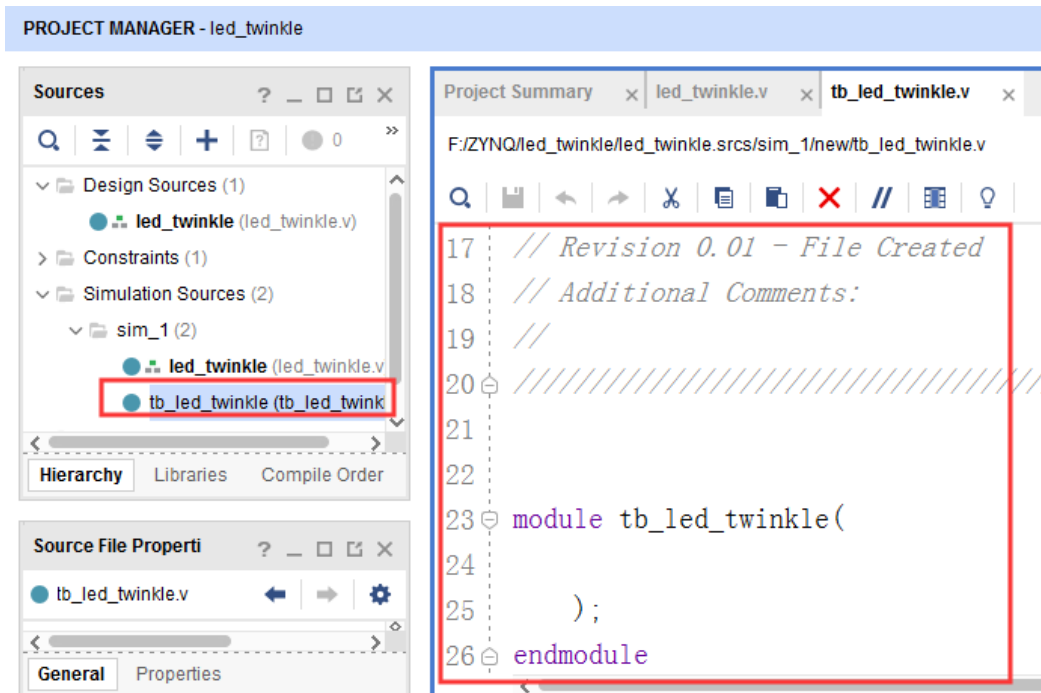 PROJECT MANAGER - led_twinkle
Sources
0
Design Sources (1)
led_twinkle (led_twinkle.v)
Constraints (1)
Simulation Sources (2)
sim_1 (2)
led_twinkle (led_twinkle.v
tb_led_twinkle (tb_led_twink
Hierarchy Libraries Compile Order
Source File Properti
tb_led_twinkle.v
General Properties
Project Summary led_twinkle.v tb_led_twinkle.v
F:/ZYNQ/led_twinkle/led_twinkle.srcs/sim_1/new/tb_led_twinkle.v
17 // Revision 0.01 - File Created
18 // Additional Comments:
19 //
20 //////////////////////////////////
21
22
23 module tb_led_twinkle(
24
25 );
26 endmodule